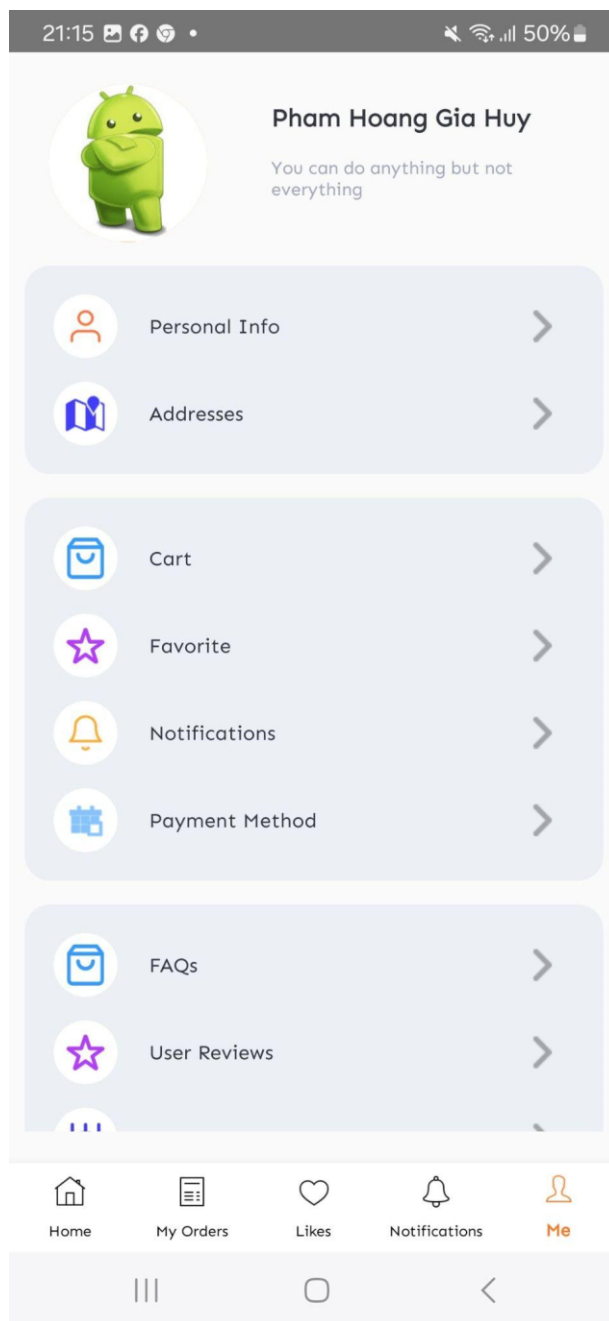 21:15
50%
Pham Hoang Gia Huy
You can do anything but not
everything
Personal Info
Addresses
Cart
Favorite
Notifications
Payment Method
FAQs
User Reviews
Home
My Orders
Likes
Notifications
Me